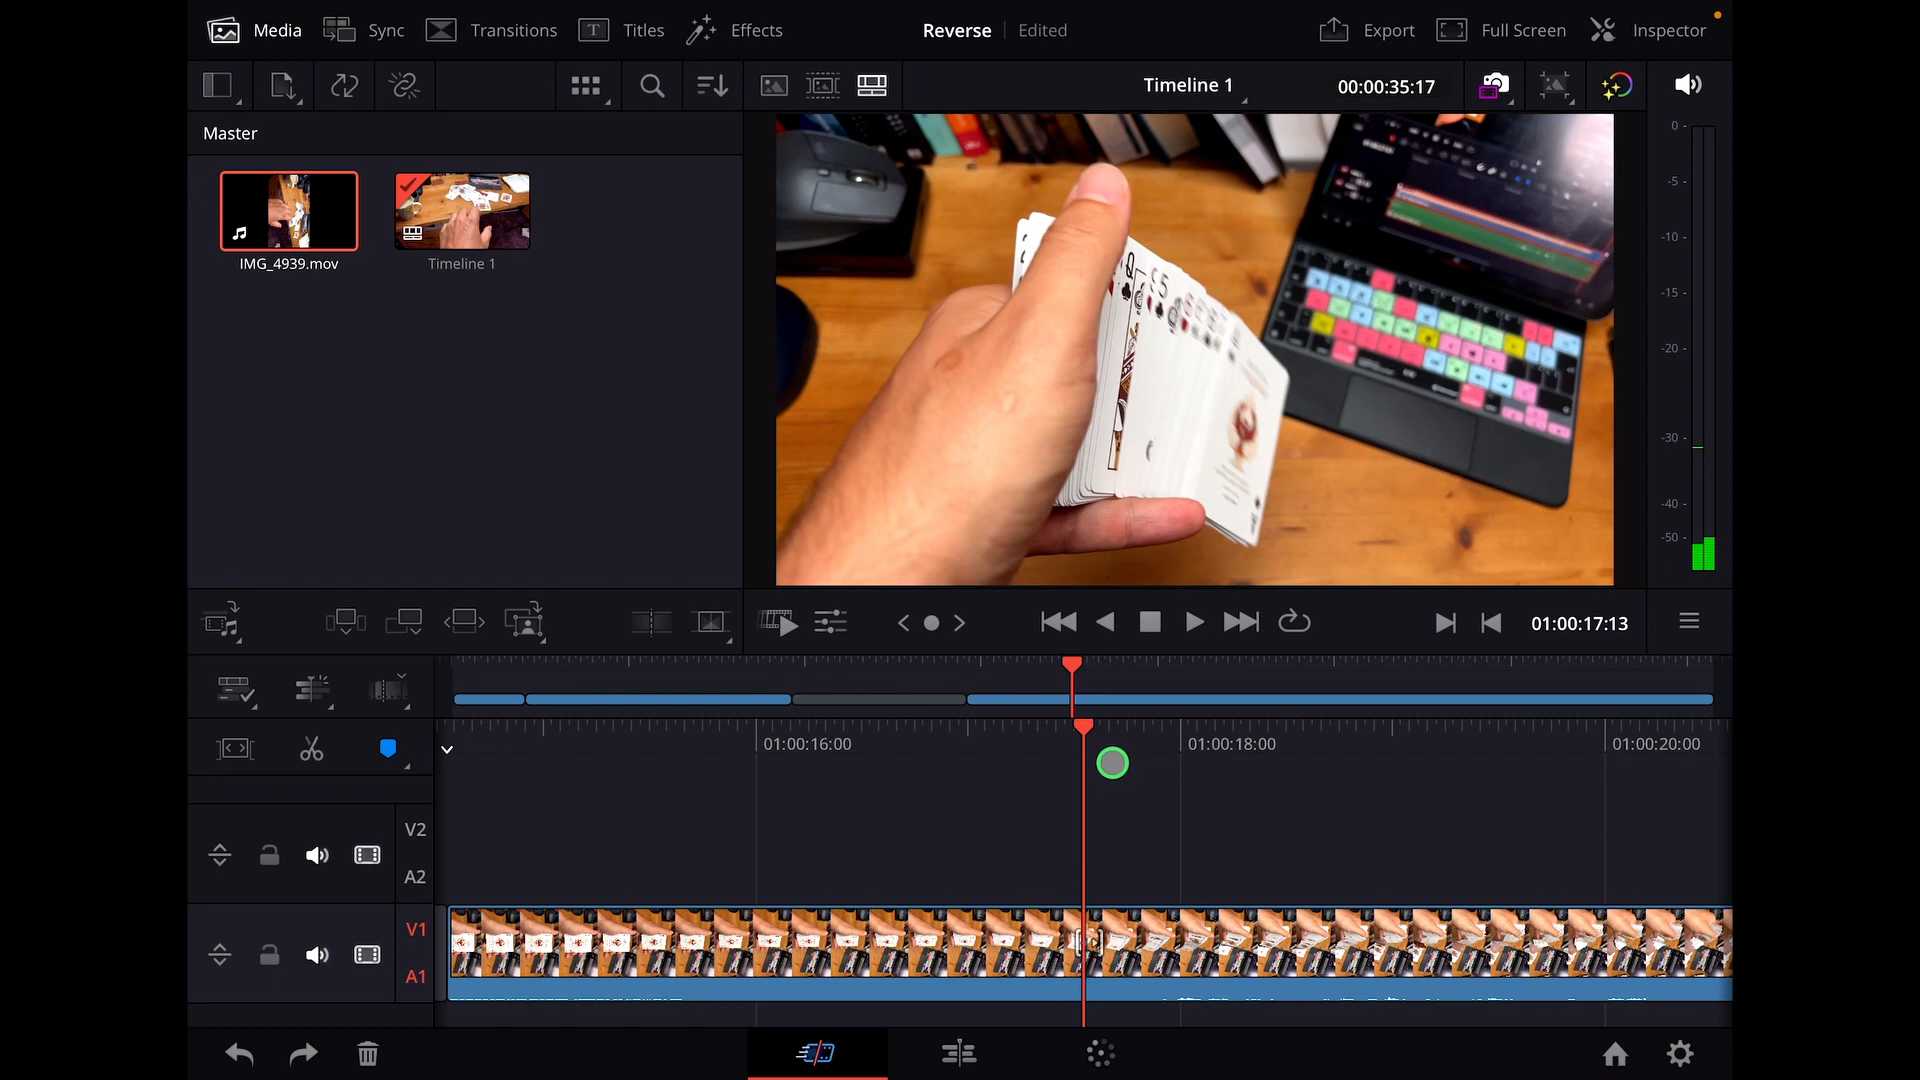 Media
Sync
Transitions
Titles
Effects
Reverse
Edited
Export
Full Screen
Inspector
Timeline 1
00:00:35:17
Master
IMG_4939.mov
Timeline 1
0
-5
-10
-15
-20
-30
-40
-50
01:00:17:13
01:00:16:00
01:00:18:00
01:00:20:00
V2
A2
V1
A1